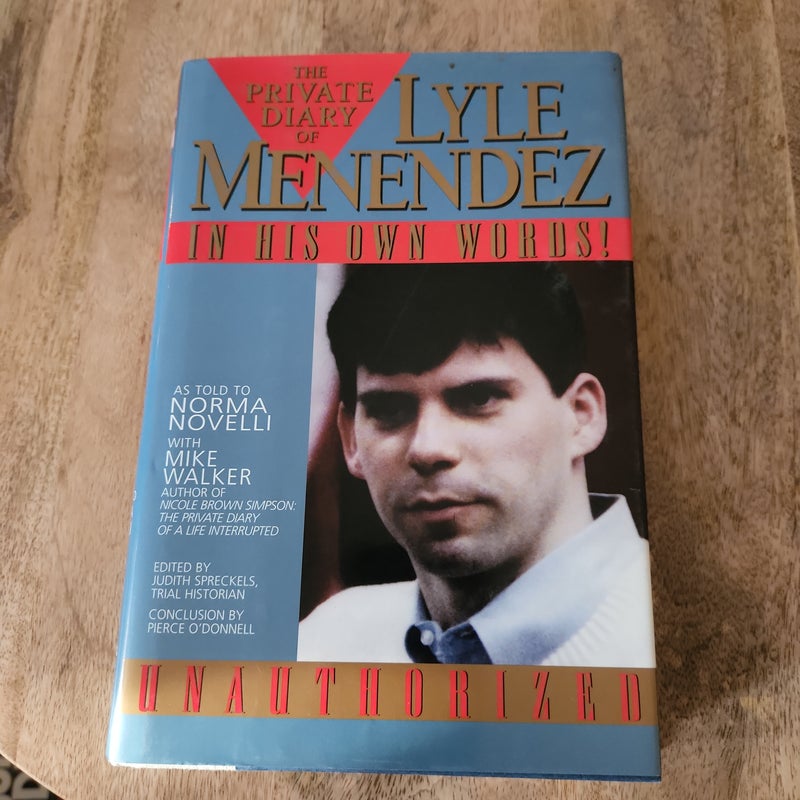 THE
PRIVATE
DIARY
OF
LYLE
MENENDEZ
IN HIS OWN WORDS!
AS TOLD TO
NORMA
NOVELLI
WITH
MIKE
WALKER
AUTHOR OF
NICOLE BROWN SIMPSON:
THE PRIVATE DIARY
OF A LIFE INTERRUPTED
EDITED BY
JUDITH SPRECKELS,
TRIAL HISTORIAN
CONCLUSION BY
PIERCE O'DONNELL
UNAUTHORIZED